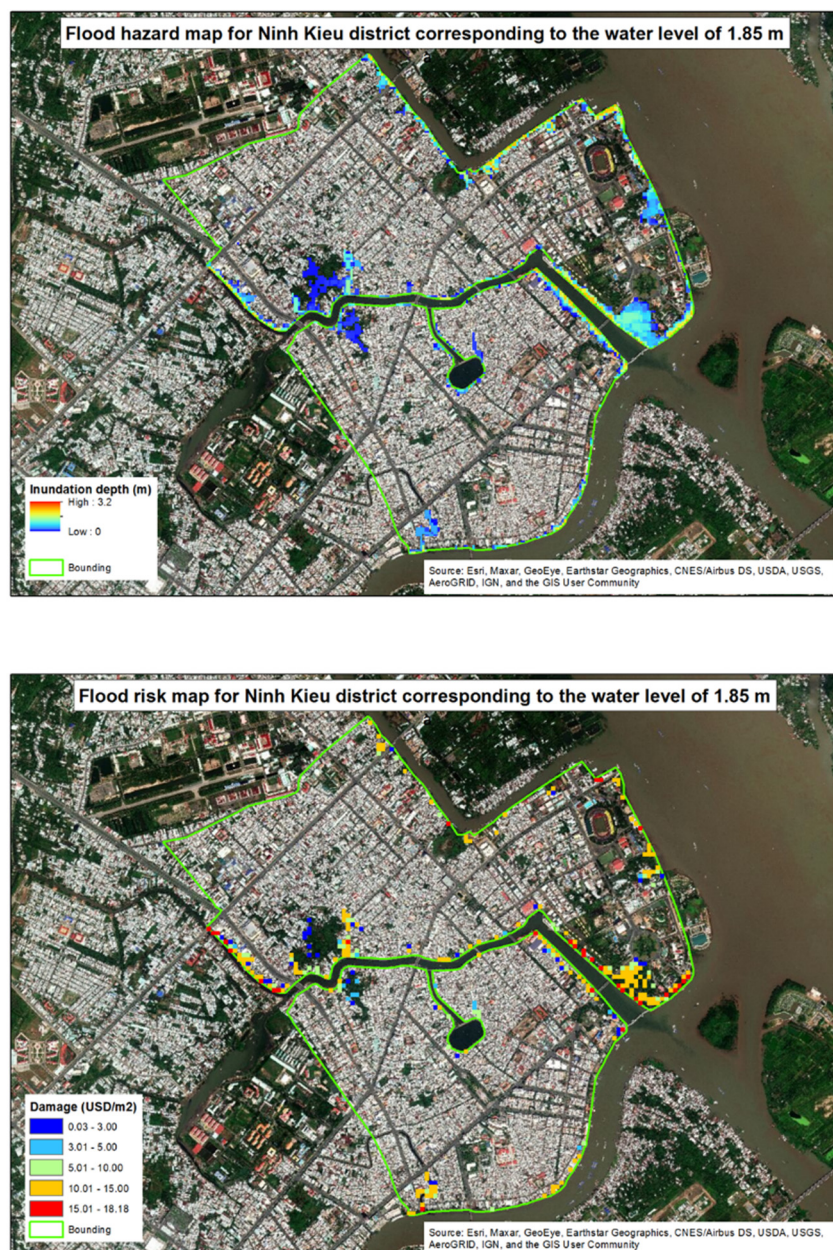 Flood hazard map for Ninh Kieu district corresponding to the water level of 1.85 m
Inundation depth (m)
High : 3.2
Low : 0
Bounding
Source: Esri, Maxar, GeoEye, Earthstar Geographics, CNES/Airbus DS, USDA, USGS,
AeroGRID, IGN, and the GIS User Community
Flood risk map for Ninh Kieu district corresponding to the water level of 1.85 m
Damage (USD/m2)
0.03 - 3.00
3.01 - 5.00
5.01 - 10.00
10.01 - 15.00
15.01 - 18.18
Bounding
Source: Esri, Maxar, GeoEye, Earthstar Geographics, CNES/Airbus DS, USDA, USGS,
AeroGRID, IGN, and the GIS User Community